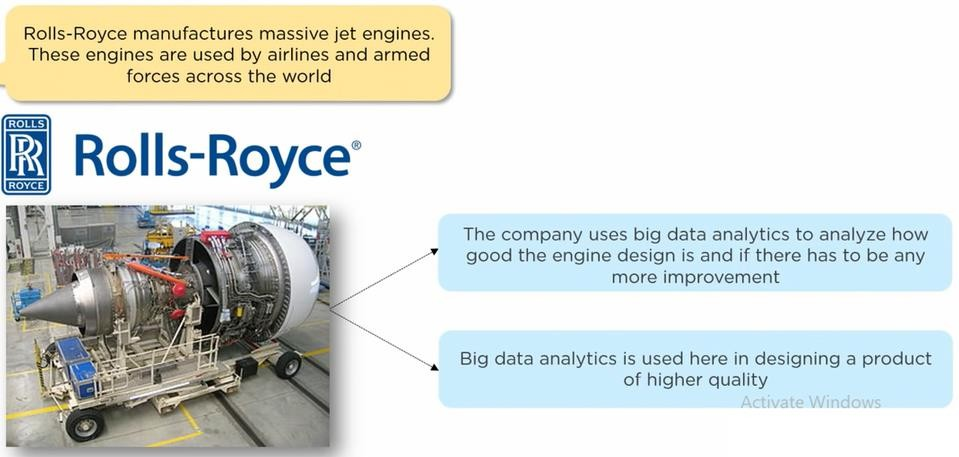 Rolls-Royce manufactures massive jet engines.
These engines are used by airlines and armed
forces across the world
ROLLS
RR
ROYCE
Rolls-Royce®
The company uses big data analytics to analyze how
good the engine design is and if there has to be any
more improvement
Big data analytics is used here in designing a product
of higher quality
Activate Windows